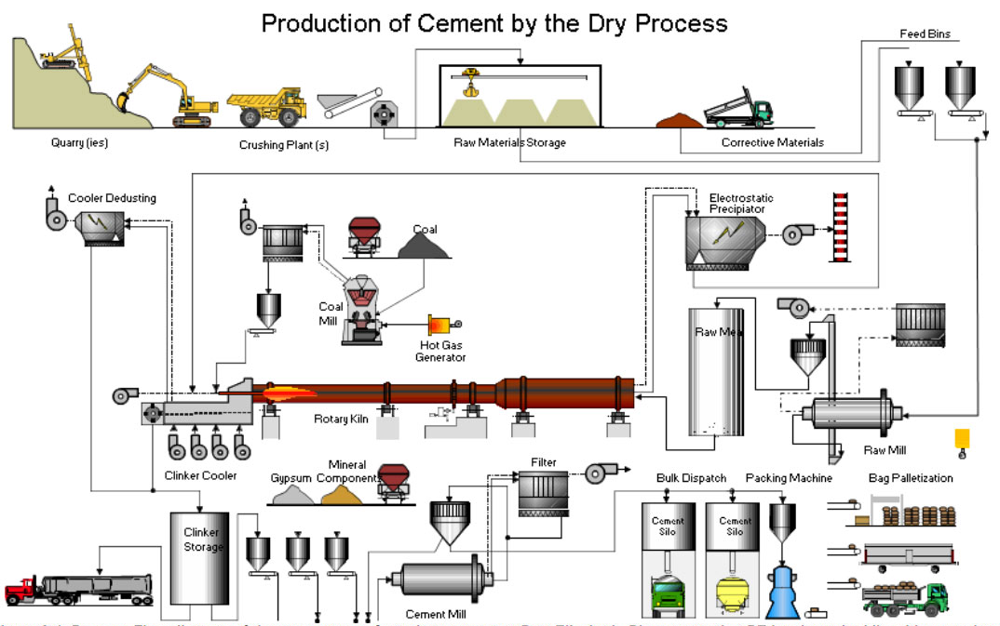 Production of Cement by the Dry Process
Feed Bins
Quarry (ies)
Crushing Plant (s)
Raw Materials Storage
Corrective Materials
Cooler Dedusting
Electrostatic
Precipiator
Coal
Coal
Mill
Hot Gas
Generator
Raw Mea
Rotary Kiln
Raw Mill
Clinker Cooler
Gypsum
Mineral
Components
Filter
Bulk Dispatch
Packing Machine
Bag Palletization
Clinker
Storage
Cement
Silo
Cement
Silo
Cement Mill